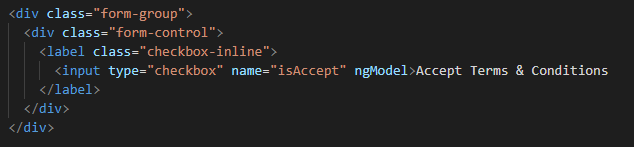 <div class="form-group">
<div class="form-control">
<label class="checkbox-inline">
<input type="checkbox" name="isAccept" ngModel>Accept Terms & Conditions
</label>
</div>
</div>